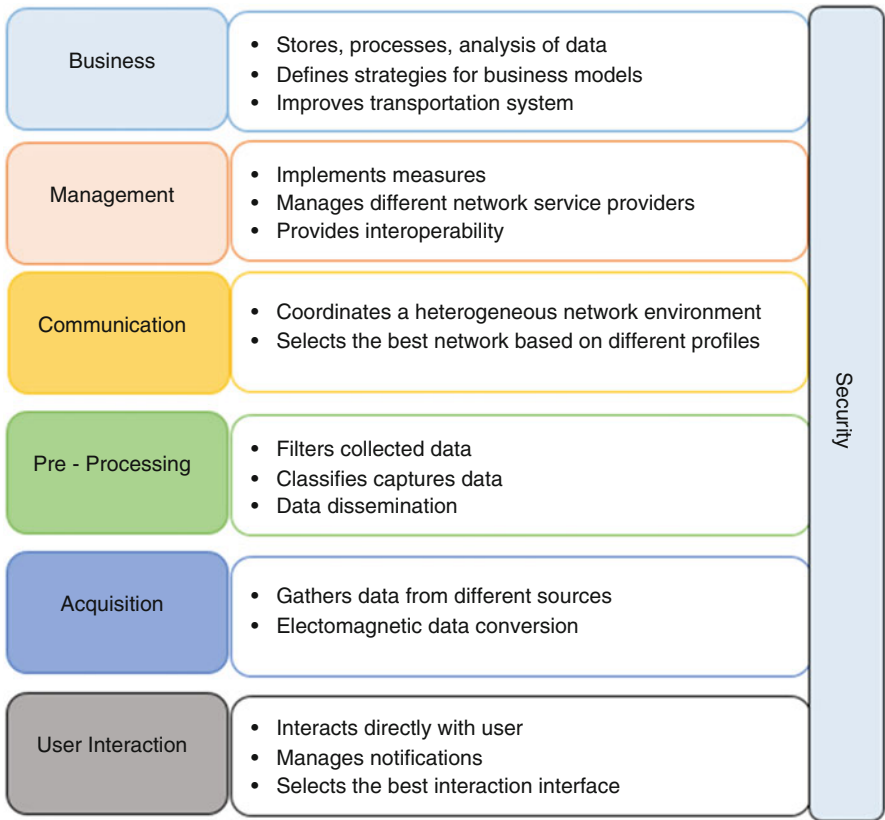 Business
• Stores, processes, analysis of data
• Defines strategies for business models
• Improves transportation system
Management
• Implements measures
• Manages different network service providers
• Provides interoperability
Communication
• Coordinates a heterogeneous network environment
• Selects the best network based on different profiles
Pre - Processing
• Filters collected data
• Classifies captures data
• Data dissemination
Acquisition
• Gathers data from different sources
• Electomagnetic data conversion
User Interaction
• Interacts directly with user
• Manages notifications
• Selects the best interaction interface
Security